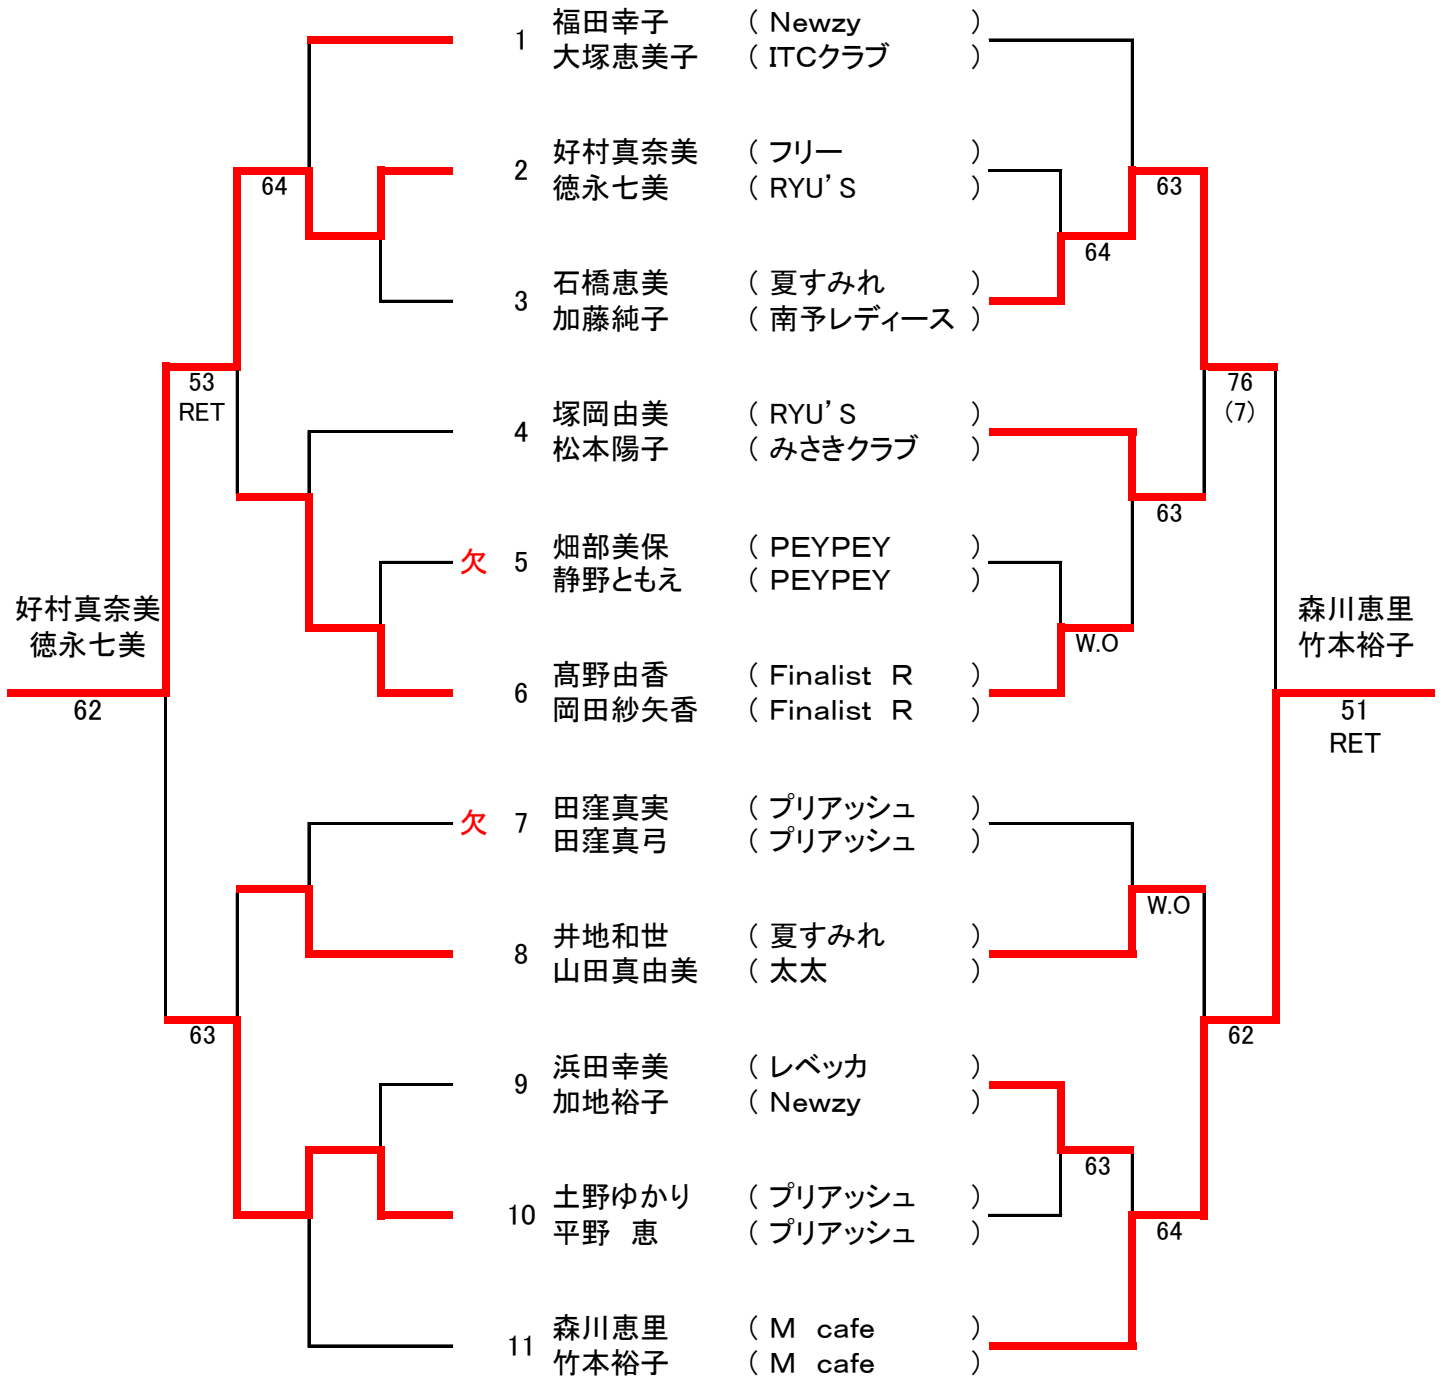 1 福田幸子 ( Newzy )
大塚恵美子 ( ITCクラブ )
2 好村真奈美 ( フリー )
徳永七美 ( RYU'S )
64
63
64
3 石橋恵美 ( 夏すみれ )
加藤純子 ( 南予レディース )
53
RET
76
(7)
4 塚岡由美 ( RYU'S )
松本陽子 ( みさきクラブ )
63
欠 5 畑部美保 ( PEYPEY )
静野ともえ ( PEYPEY )
好村真奈美
徳永七美
62
W.O
森川恵里
竹本裕子
51
RET
6 髙野由香 ( Finalist R )
岡田紗矢香 ( Finalist R )
欠 7 田窪真実 ( プリアッシュ )
田窪真弓 ( プリアッシュ )
W.O
8 井地和世 ( 夏すみれ )
山田真由美 ( 太太 )
63
62
9 浜田幸美 ( レベッカ )
加地裕子 ( Newzy )
63
10 土野ゆかり ( プリアッシュ )
平野 恵 ( プリアッシュ )
64
11 森川恵里 ( M cafe )
竹本裕子 ( M cafe )